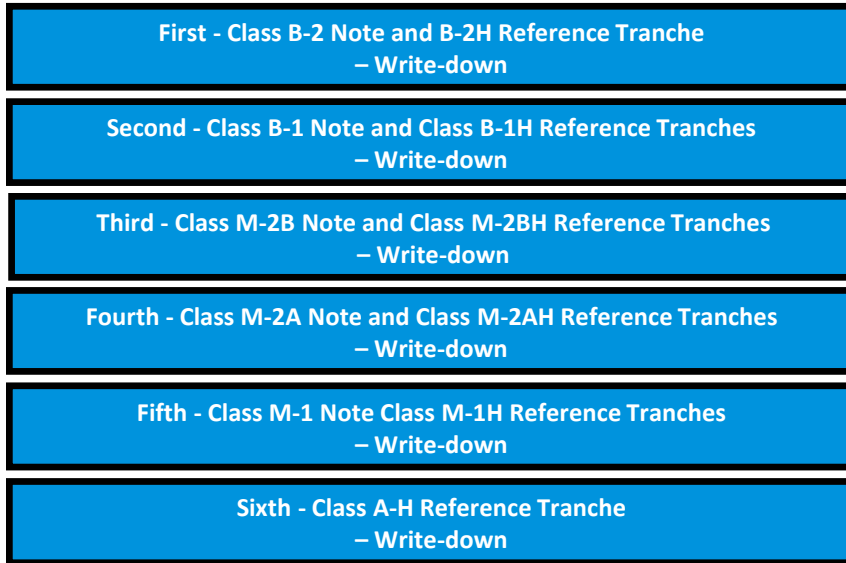 First - Class B-2 Note and B-2H Reference Tranche
– Write-down
Second - Class B-1 Note and Class B-1H Reference Tranches
– Write-down
Third - Class M-2B Note and Class M-2BH Reference Tranches
– Write-down
Fourth - Class M-2A Note and Class M-2AH Reference Tranches
– Write-down
Fifth - Class M-1 Note Class M-1H Reference Tranches
– Write-down
Sixth - Class A-H Reference Tranche
– Write-down